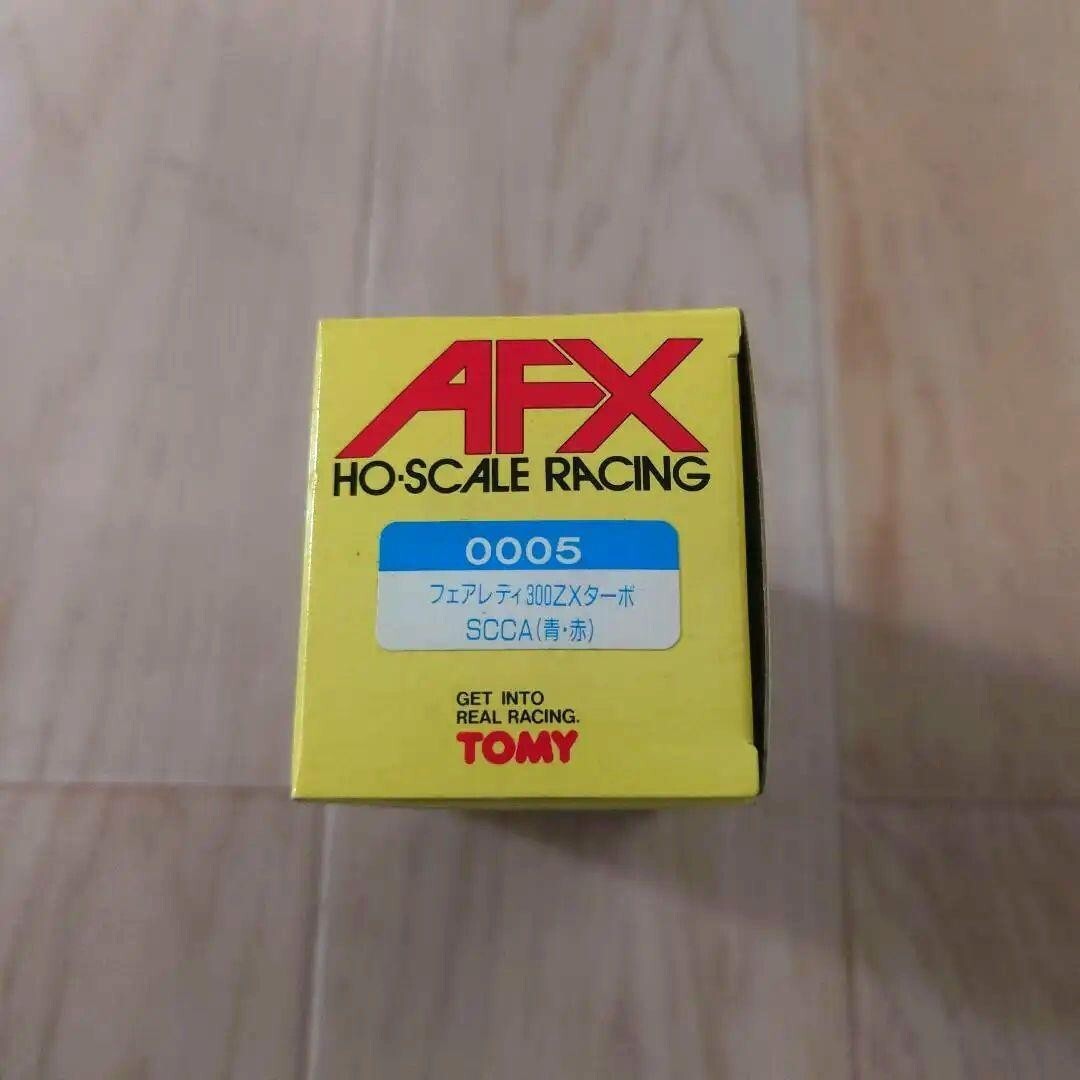 AFX
HO·SCALE RACING
0005
フェアレディ300ZXターボ
SCCA(青·赤)
GET INTO
REAL RACING.
TOMY